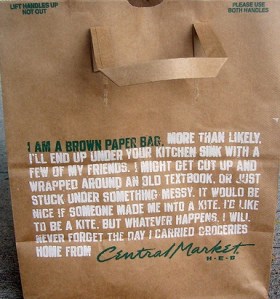 LIFT HANDLES UP
NOT OUT
PLEASE USE
BOTH HANDLES
I AM A BROWN PAPER BAG. MORE THAN LIKELY,
I'LL END UP UNDER YOUR KITCHEN SINK WITH A
FEW OF MY FRIENDS. I MIGHT GET CUT UP AND
WRAPPED AROUND AN OLD TEXTBOOK. OR JUST
STUCK UNDER SOMETHING MESSY. IT WOULD BE
NICE IF SOMEONE MADE ME INTO A KITE. I'D LIKE
TO BE A KITE. BUT WHATEVER HAPPENS, I WILL
NEVER FORGET THE DAY I CARRIED GROCERIES
HOME FROM Central Market
H·E·B